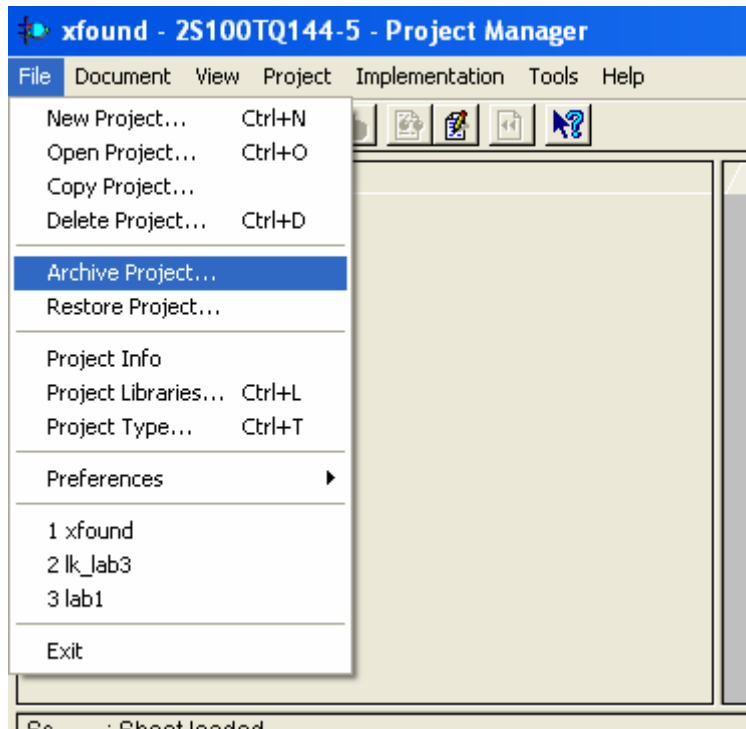 xfound - 2S100TQ144-5 - Project Manager
File Document View Project Implementation Tools Help
New Project... Ctrl+N
Open Project... Ctrl+O
Copy Project...
Delete Project... Ctrl+D
Archive Project...
Restore Project...
Project Info
Project Libraries... Ctrl+L
Project Type... Ctrl+T
Preferences
1 xfound
2 lk_lab3
3 lab1
Exit
: Sheet loaded